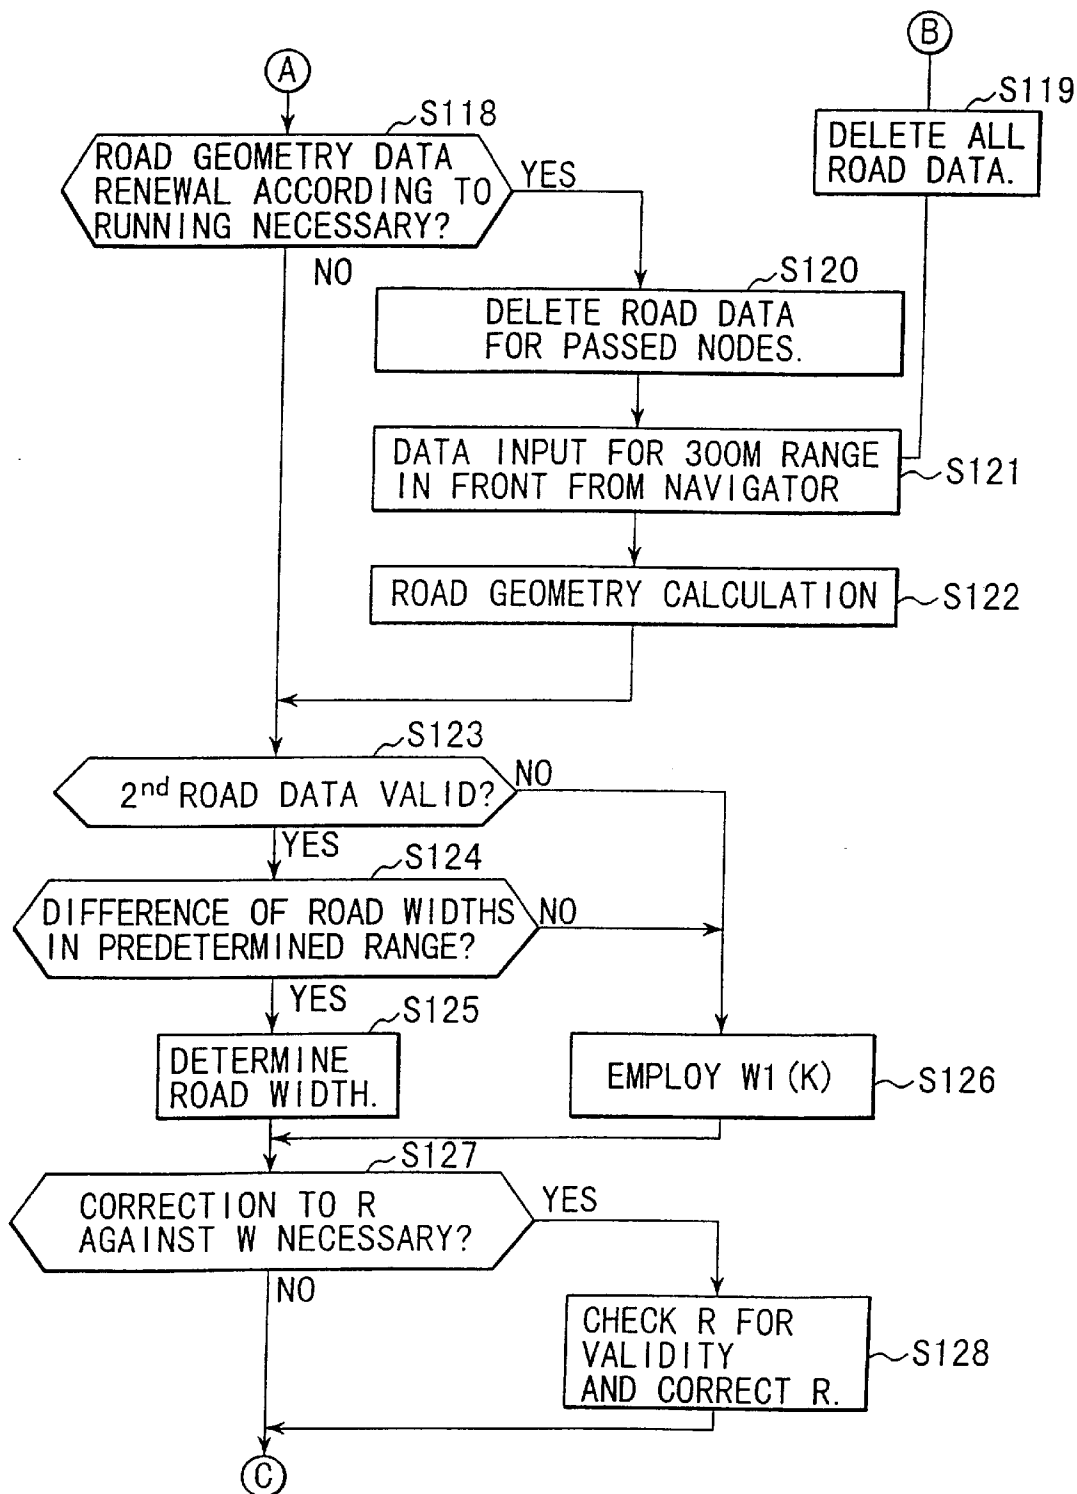 A
B
S118
S119
ROAD GEOMETRY DATA
RENEWAL ACCORDING TO
RUNNING NECESSARY?
YES
NO
DELETE ALL
ROAD DATA.
S120
DELETE ROAD DATA
FOR PASSED NODES.
DATA INPUT FOR 300M RANGE
IN FRONT FROM NAVIGATOR
S121
ROAD GEOMETRY CALCULATION
S122
S123
2nd ROAD DATA VALID?
NO
YES
S124
DIFFERENCE OF ROAD WIDTHS
IN PREDETERMINED RANGE?
NO
YES
S125
DETERMINE
ROAD WIDTH.
EMPLOY W1(K)
S126
S127
CORRECTION TO R
AGAINST W NECESSARY?
YES
NO
CHECK R FOR
VALIDITY
AND CORRECT R.
S128
C